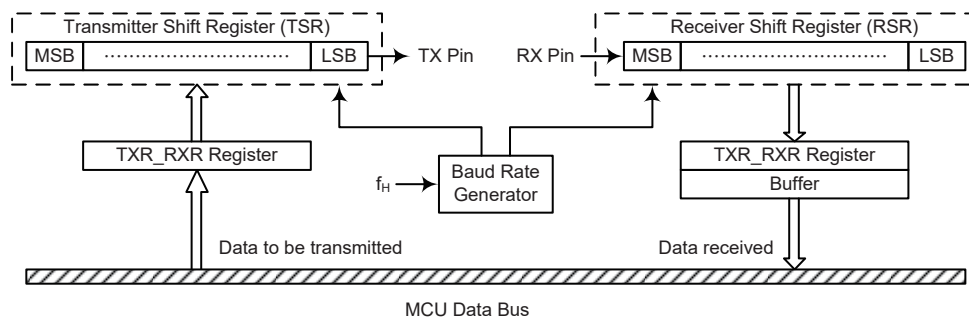 Transmitter Shift Register (TSR)
MSB ................................ LSB
TX Pin
RX Pin
Receiver Shift Register (RSR)
MSB ................................ LSB
TXR_RXR Register
Baud Rate
Generator
fH
TXR_RXR Register
Buffer
Data to be transmitted
Data received
MCU Data Bus